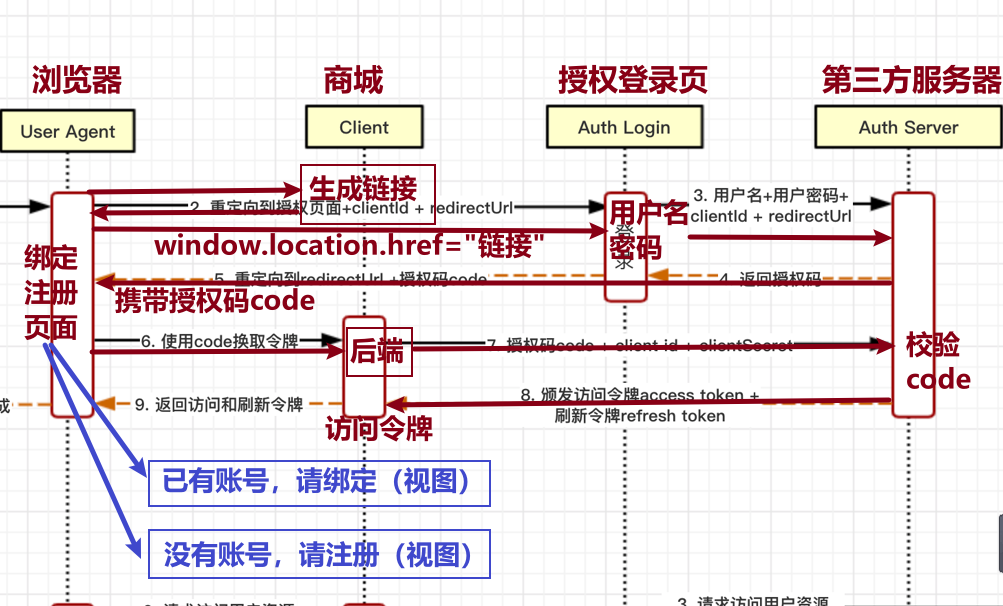 浏览器
商城
授权登录页
第三方服务器
User Agent
Client
Auth Login
Auth Server
生成链接
2. 重定向到授权页面+clientId + redirectUrl
3. 用户名+用户密码+
clientId + redirectUrl
用户名
密码
登
录
window.location.href="链接"
绑定
注册
页面
5. 重定向到redirectUrl +授权码code
4. 返回授权码
携带授权码code
6. 使用code换取令牌
后端
7. 授权码code + client id + clientSecret
校验
code
成
9. 返回访问和刷新令牌
8. 颁发访问令牌access token +
刷新令牌refresh token
访问令牌
已有账号，请绑定（视图）
没有账号，请注册（视图）
3. 请求访问用户资源